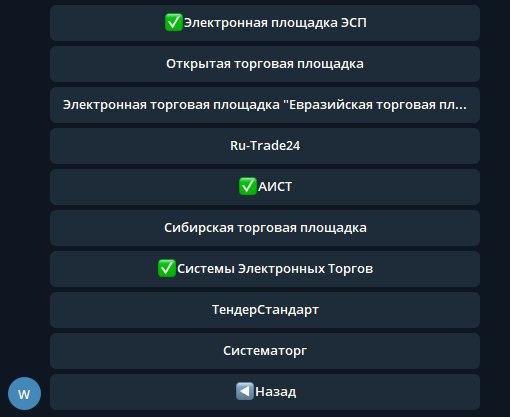 ✅Электронная площадка ЭСП
Открытая торговая площадка
Электронная торговая площадка "Евразийская торговая пл...
Ru-Trade24
✅АИСТ
Сибирская торговая площадка
✅Системы Электронных Торгов
ТендерСтандарт
Систематорг
◀Назад
W